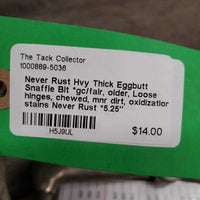 The Tack Collector
1000889-5036
Never Rust Hvy Thick Eggbutt
Snaffle Bit *gc/fair, older, Loose
hinges, chewed, mnr dirt, oxidization
stains Never Rust *5.25"
H5J9UL
$14.00